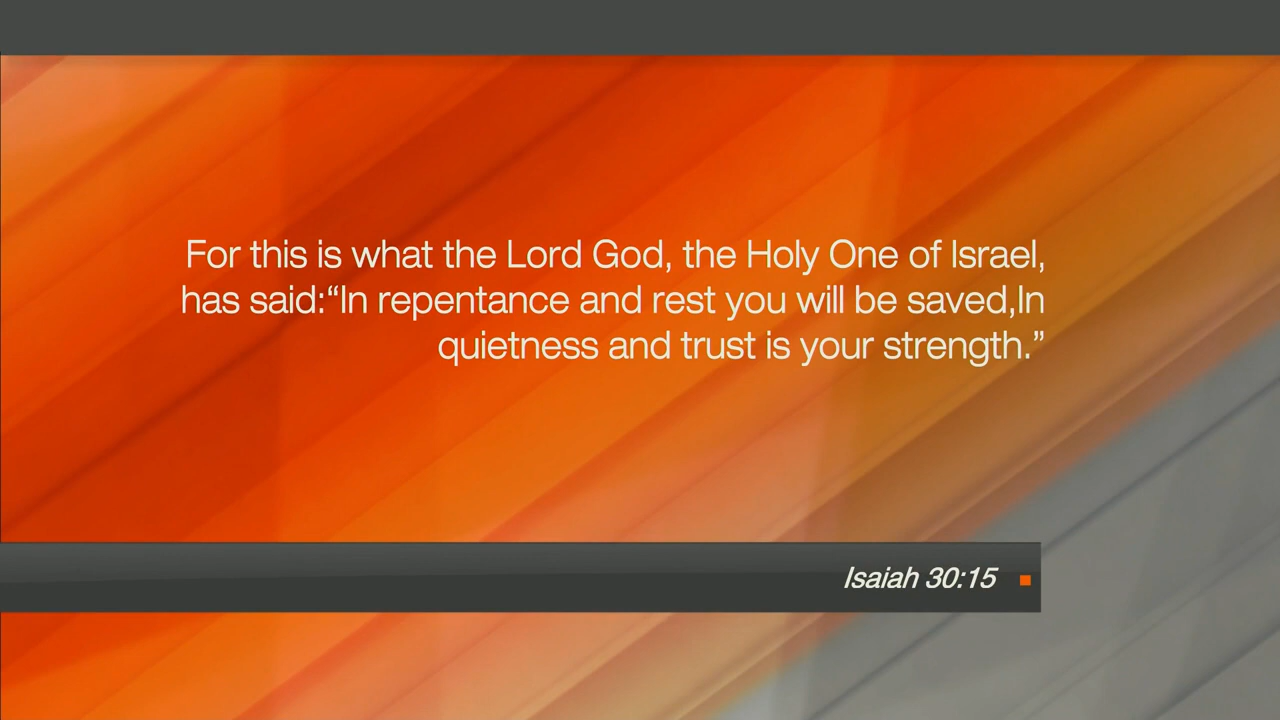 For this is what the Lord God, the Holy One of Israel,
has said:“In repentance and rest you will be saved,In
quietness and trust is your strength.”
Isaiah 30:15